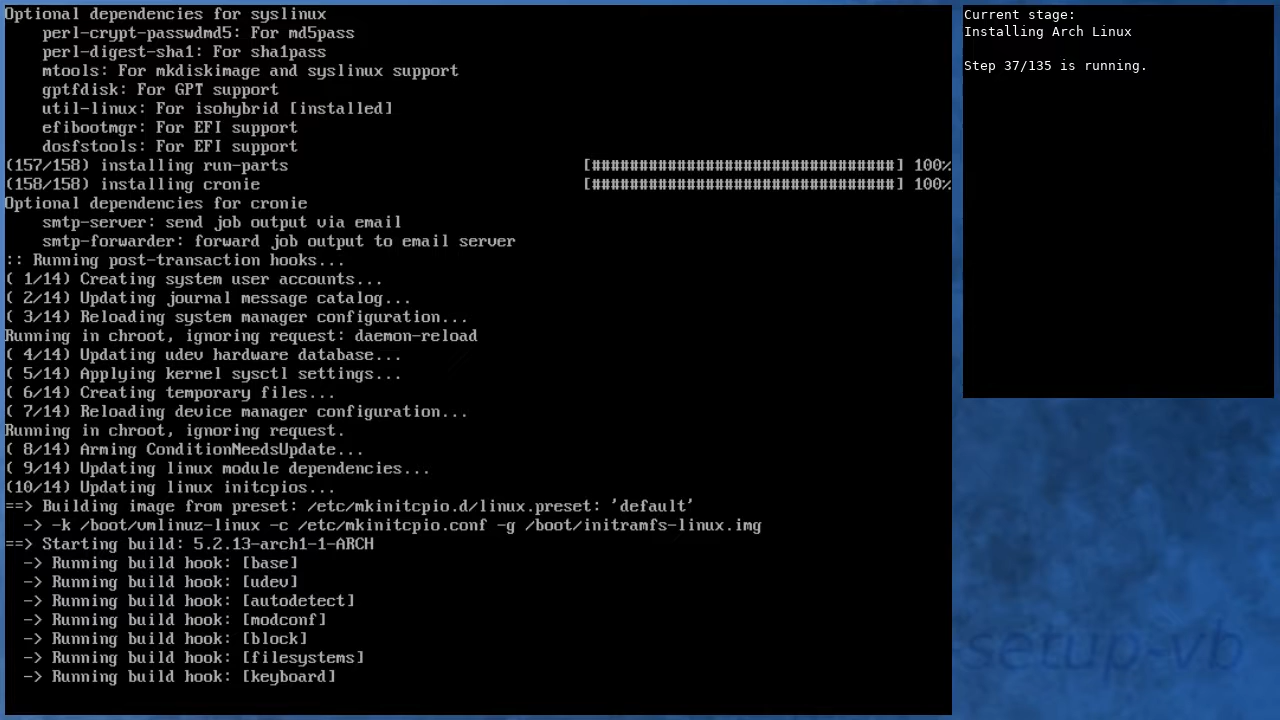 Optional dependencies for syslinux
perl-crypt-passwdmd5: For md5pass
perl-digest-sha1: For sha1pass
mtools: For mkdiskimage and syslinux support
gptfdisk: For GPT support
util-linux: For isohybrid [installed]
efibootmgr: For EFI support
dosfstools: For EFI support
(157/158) installing run-parts [################################] 100%
(158/158) installing cronie [################################] 100%
Optional dependencies for cronie
smtp-server: send job output via email
smtp-forwarder: forward job output to email server
:: Running post-transaction hooks...
( 1/14) Creating system user accounts...
( 2/14) Updating journal message catalog...
( 3/14) Reloading system manager configuration...
Running in chroot, ignoring request: daemon-reload
( 4/14) Updating udev hardware database...
( 5/14) Applying kernel sysctl settings...
( 6/14) Creating temporary files...
( 7/14) Reloading device manager configuration...
Running in chroot, ignoring request.
( 8/14) Arming ConditionNeedsUpdate...
( 9/14) Updating linux module dependencies...
(10/14) Updating linux initcpios...
==> Building image from preset: /etc/mkinitcpio.d/linux.preset: 'default'
-> -k /boot/vmlinuz-linux -c /etc/mkinitcpio.conf -g /boot/initramfs-linux.img
==> Starting build: 5.2.13-arch1-1-ARCH
-> Running build hook: [base]
-> Running build hook: [udev]
-> Running build hook: [autodetect]
-> Running build hook: [modconf]
-> Running build hook: [block]
-> Running build hook: [filesystems]
-> Running build hook: [keyboard]
Current stage:
Installing Arch Linux
Step 37/135 is running.
setup-vb